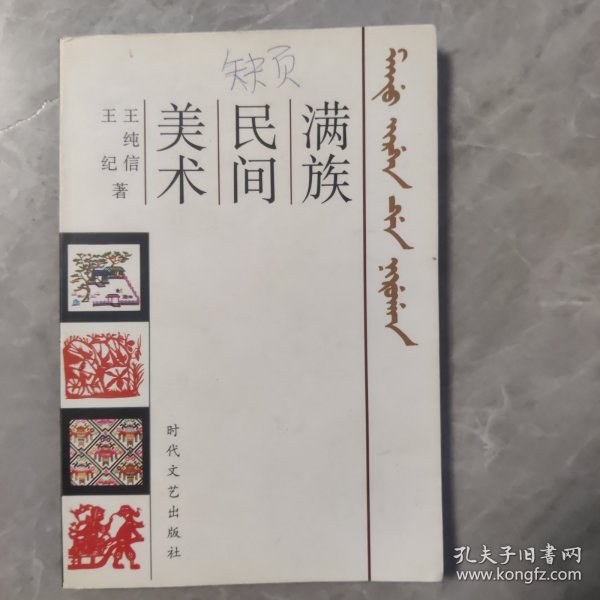 缺页
满族
民间
美术
王纯信
王纪 著
时代文艺出版社
孔夫子旧书网
www.kongfz.com